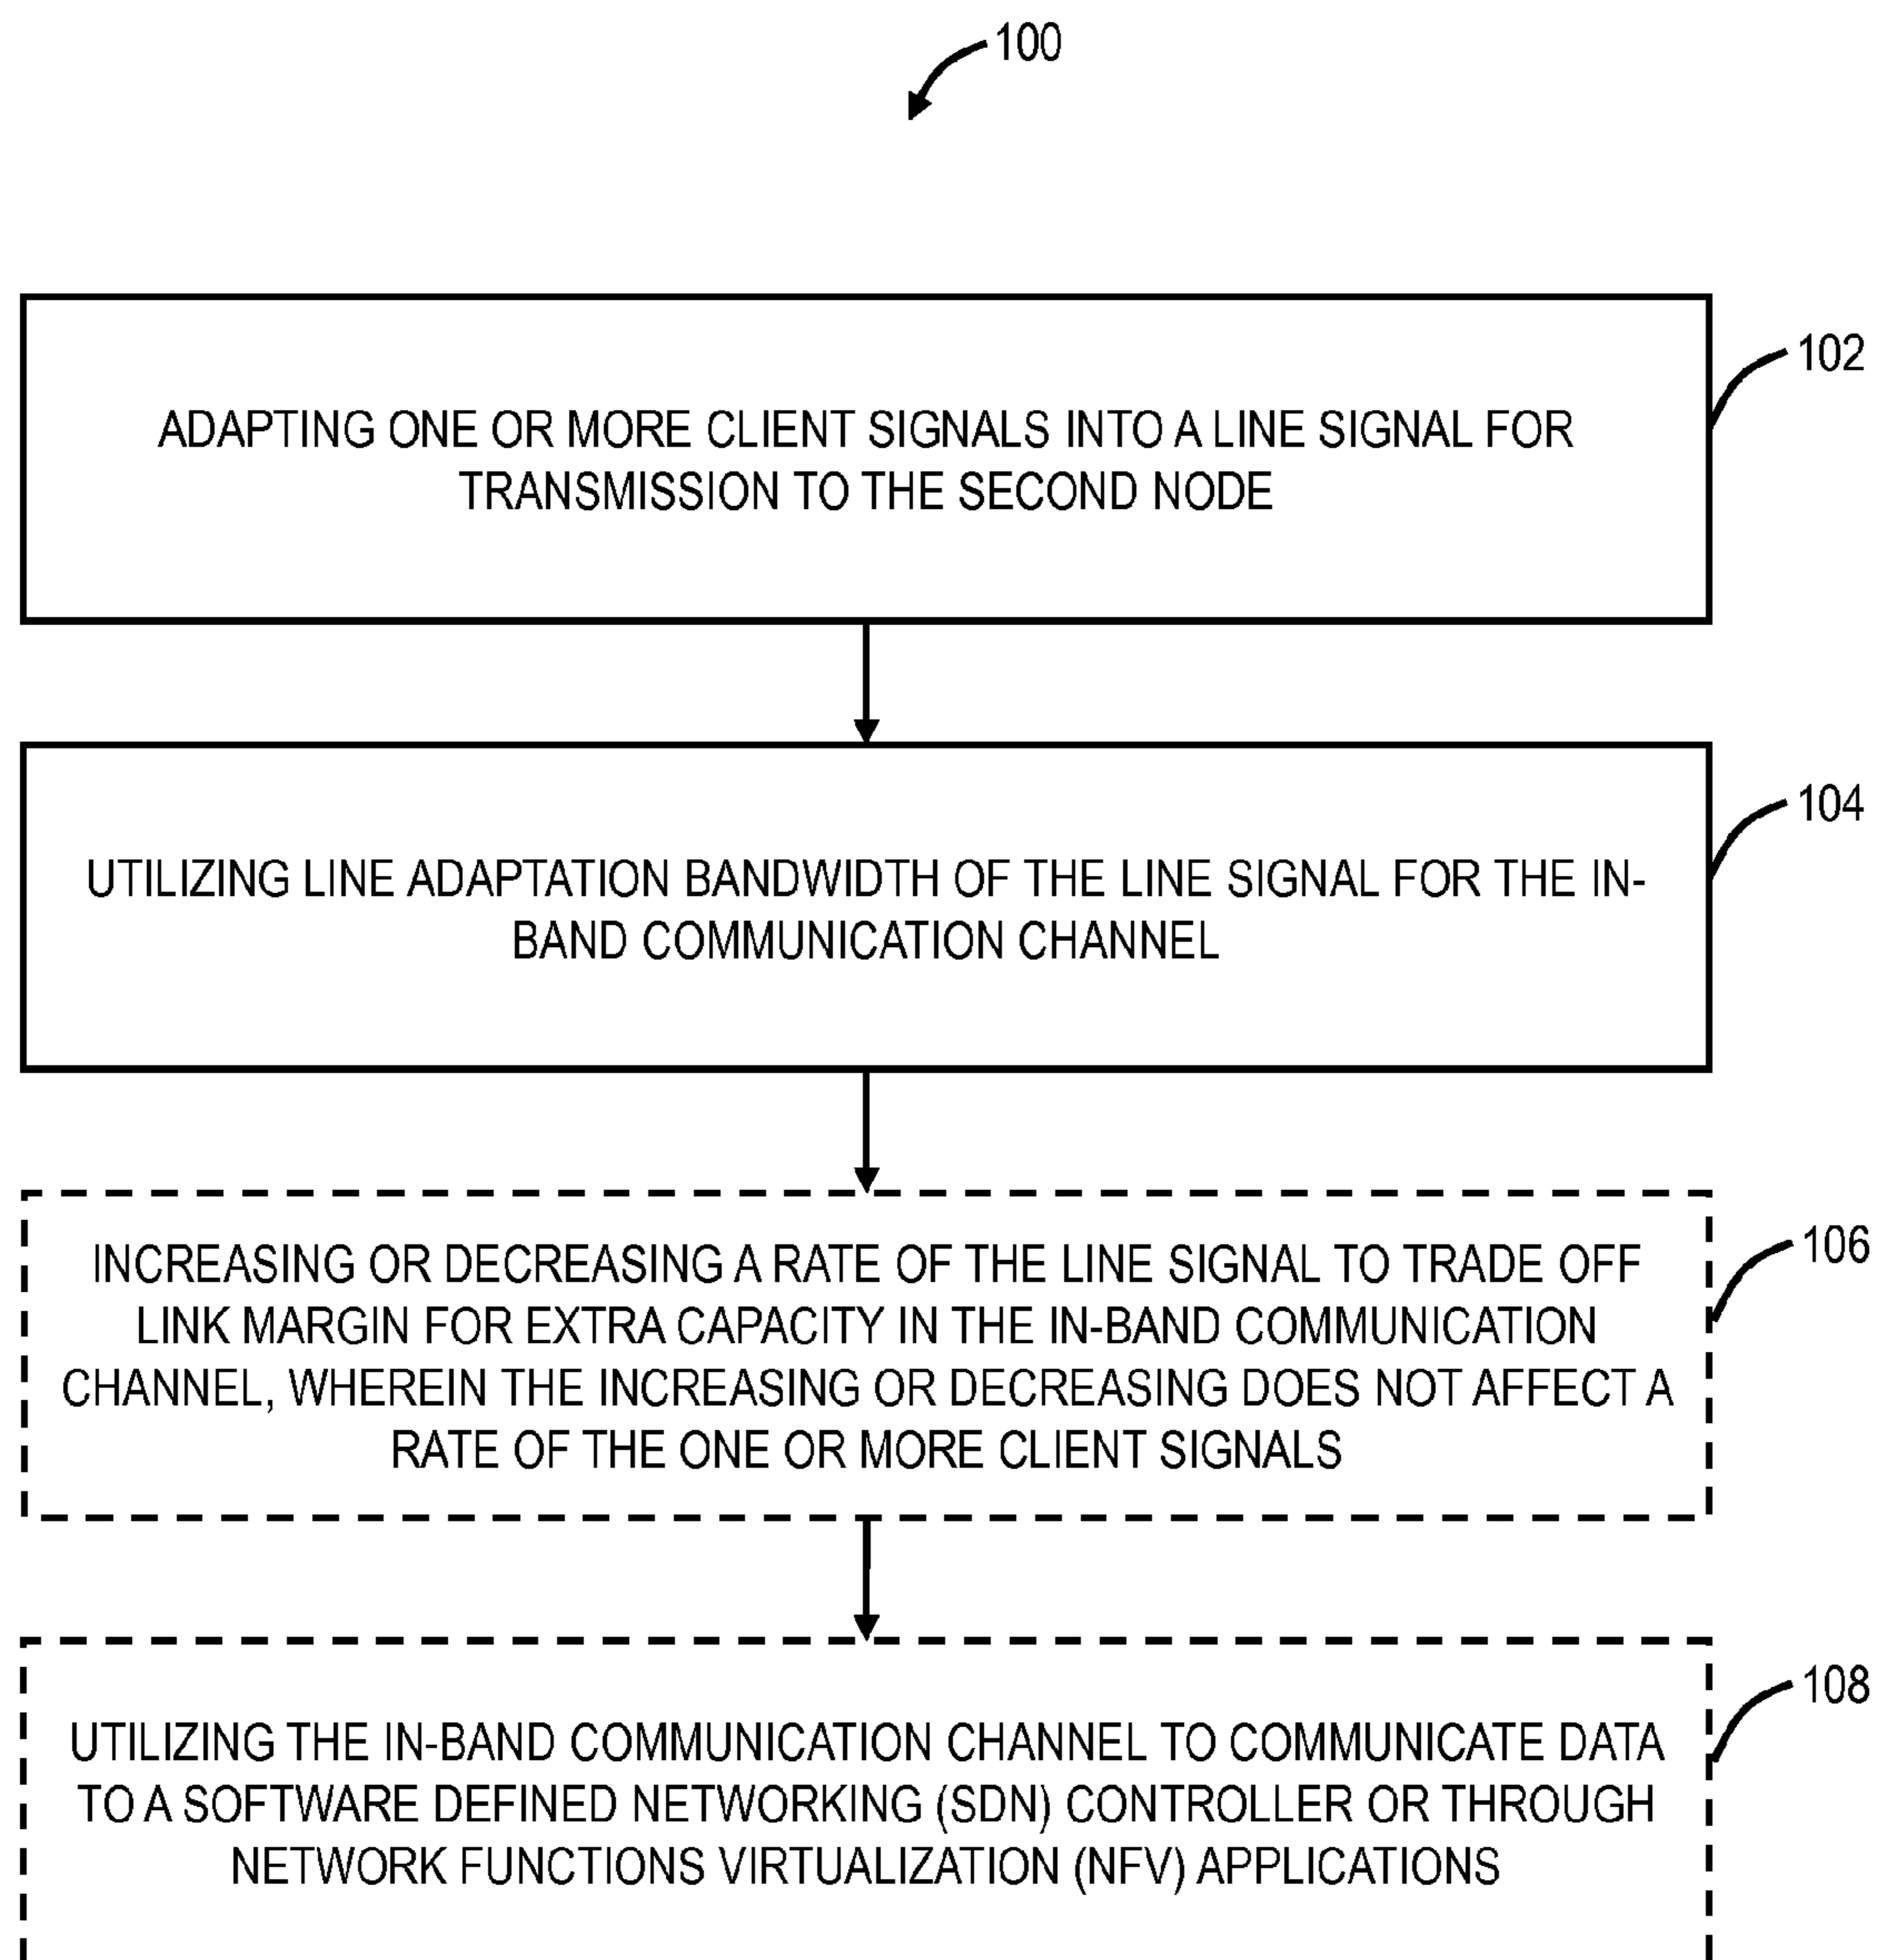 100
102
ADAPTING ONE OR MORE CLIENT SIGNALS INTO A LINE SIGNAL FOR
TRANSMISSION TO THE SECOND NODE
104
UTILIZING LINE ADAPTATION BANDWIDTH OF THE LINE SIGNAL FOR THE IN-
BAND COMMUNICATION CHANNEL
106
INCREASING OR DECREASING A RATE OF THE LINE SIGNAL TO TRADE OFF
LINK MARGIN FOR EXTRA CAPACITY IN THE IN-BAND COMMUNICATION
CHANNEL, WHEREIN THE INCREASING OR DECREASING DOES NOT AFFECT A
RATE OF THE ONE OR MORE CLIENT SIGNALS
108
UTILIZING THE IN-BAND COMMUNICATION CHANNEL TO COMMUNICATE DATA
TO A SOFTWARE DEFINED NETWORKING (SDN) CONTROLLER OR THROUGH
NETWORK FUNCTIONS VIRTUALIZATION (NFV) APPLICATIONS